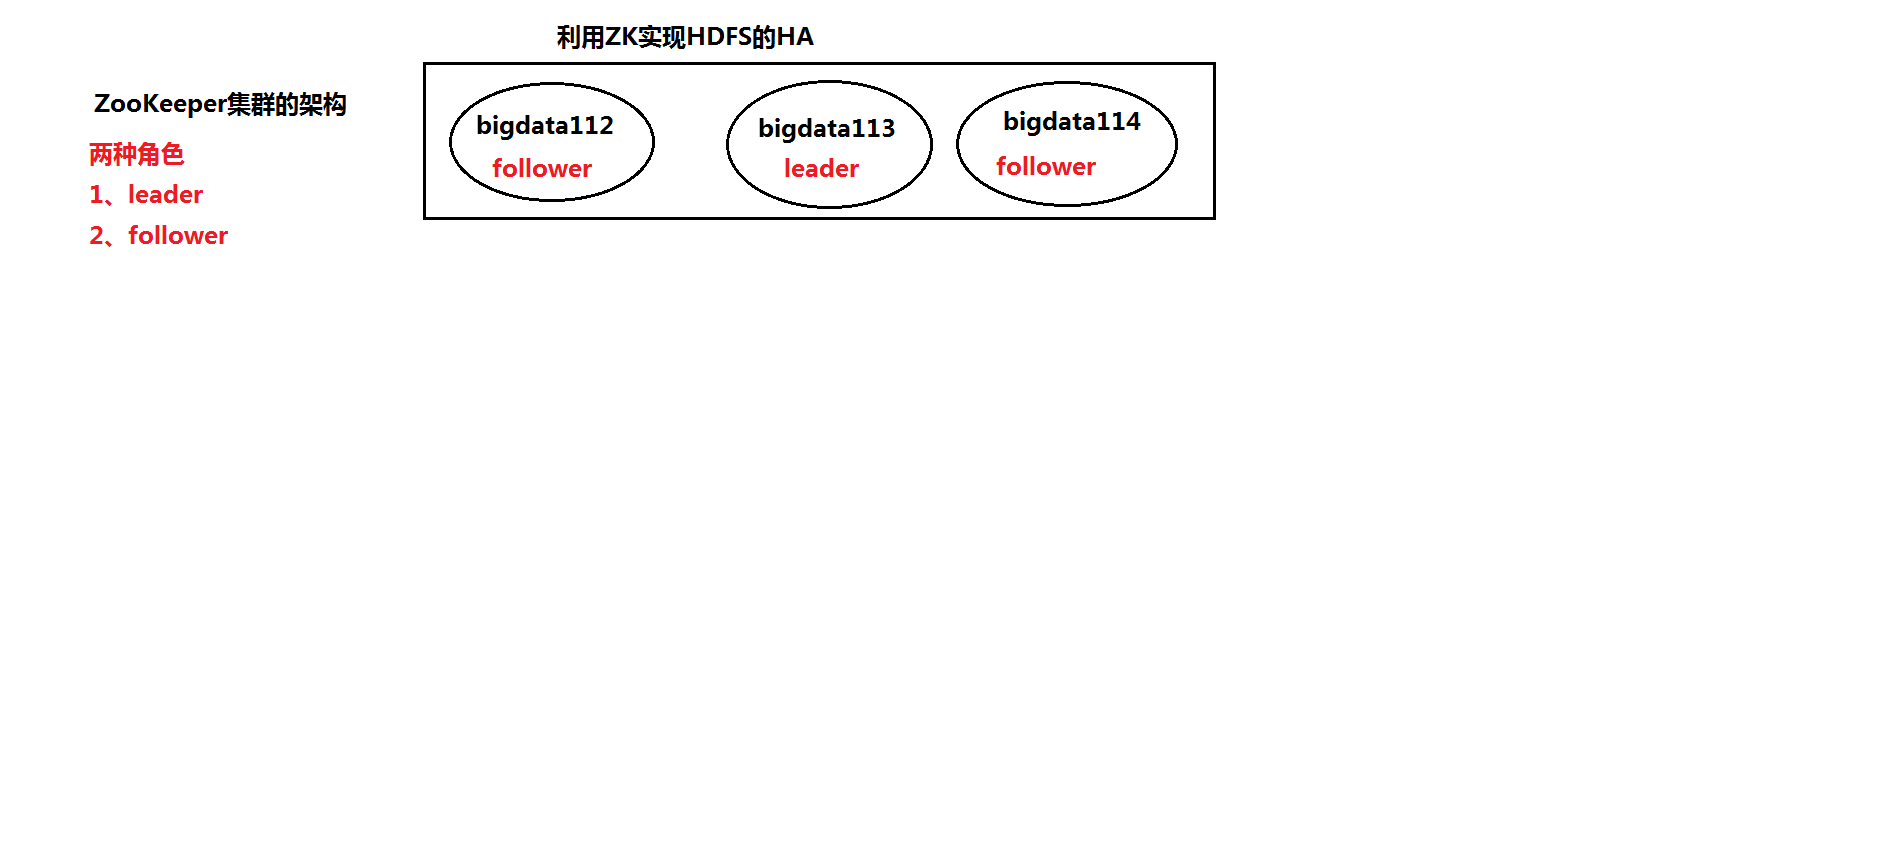 利用ZK实现HDFS的HA
ZooKeeper集群的架构
两种角色
1、leader
2、follower
bigdata112
follower
bigdata113
leader
bigdata114
follower